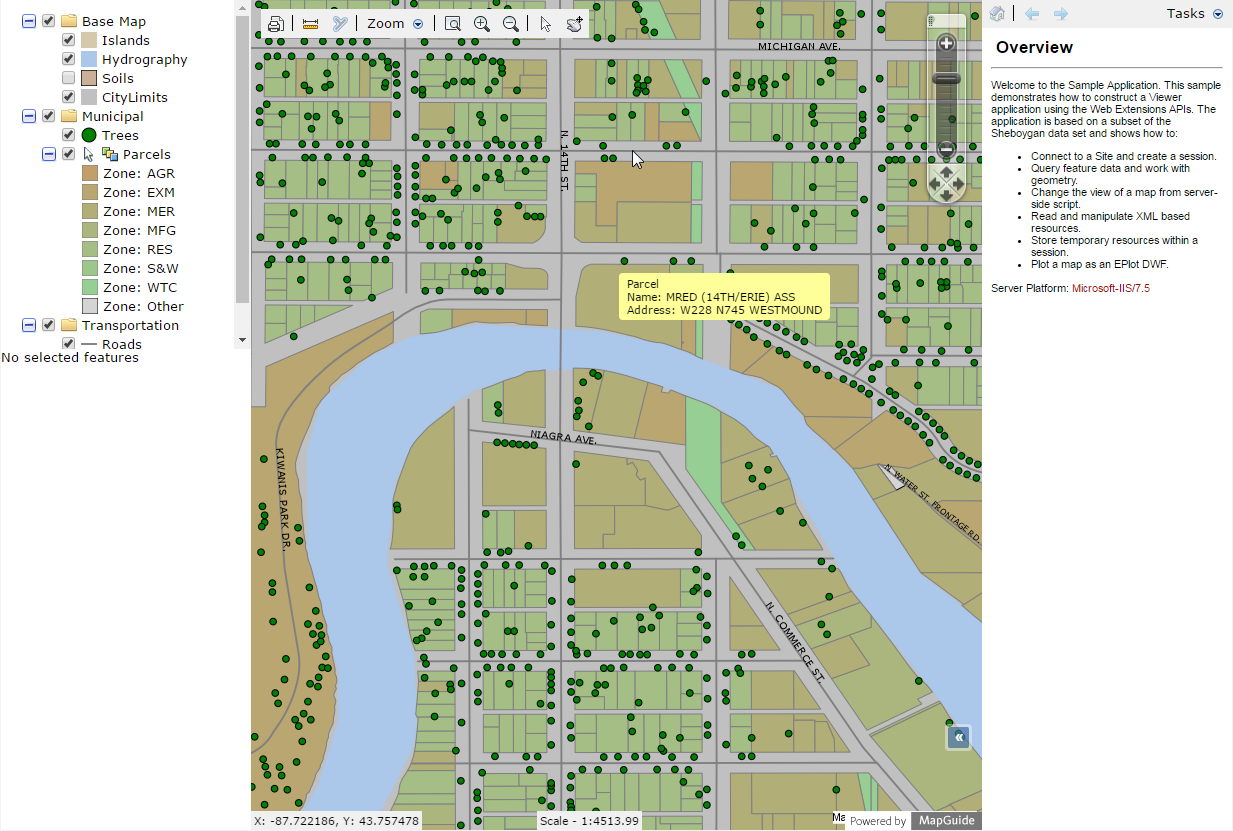 Base Map
Islands
Hydrography
Soils
CityLimits
Municipal
Trees
Parcels
Zone: AGR
Zone: EXM
Zone: MER
Zone: MFG
Zone: RES
Zone: S&W
Zone: WTC
Zone: Other
Transportation
Roads
No selected features
Zoom
MICHIGAN AVE.
N. 14TH ST.
Parcel
Name: MRED (14TH/ERIE) ASS
Address: W228 N745 WESTMOUND
NIAGRA AVE.
KIWANIS PARK DR.
N. WATER ST. FRONTAGE RD.
N. COMMERCE ST.
X: -87.722186, Y: 43.757478
Scale - 1:4513.99
Ma
Powered by
MapGuide
Tasks
Overview
Welcome to the Sample Application. This sample
demonstrates how to construct a Viewer
application using the Web Extensions APIs. The
application is based on a subset of the
Sheboygan data set and shows how to:
• Connect to a Site and create a session.
• Query feature data and work with
geometry.
• Change the view of a map from server-
side script.
• Read and manipulate XML based
resources.
• Store temporary resources within a
session.
• Plot a map as an EPlot DWF.
Server Platform: Microsoft-IIS/7.5